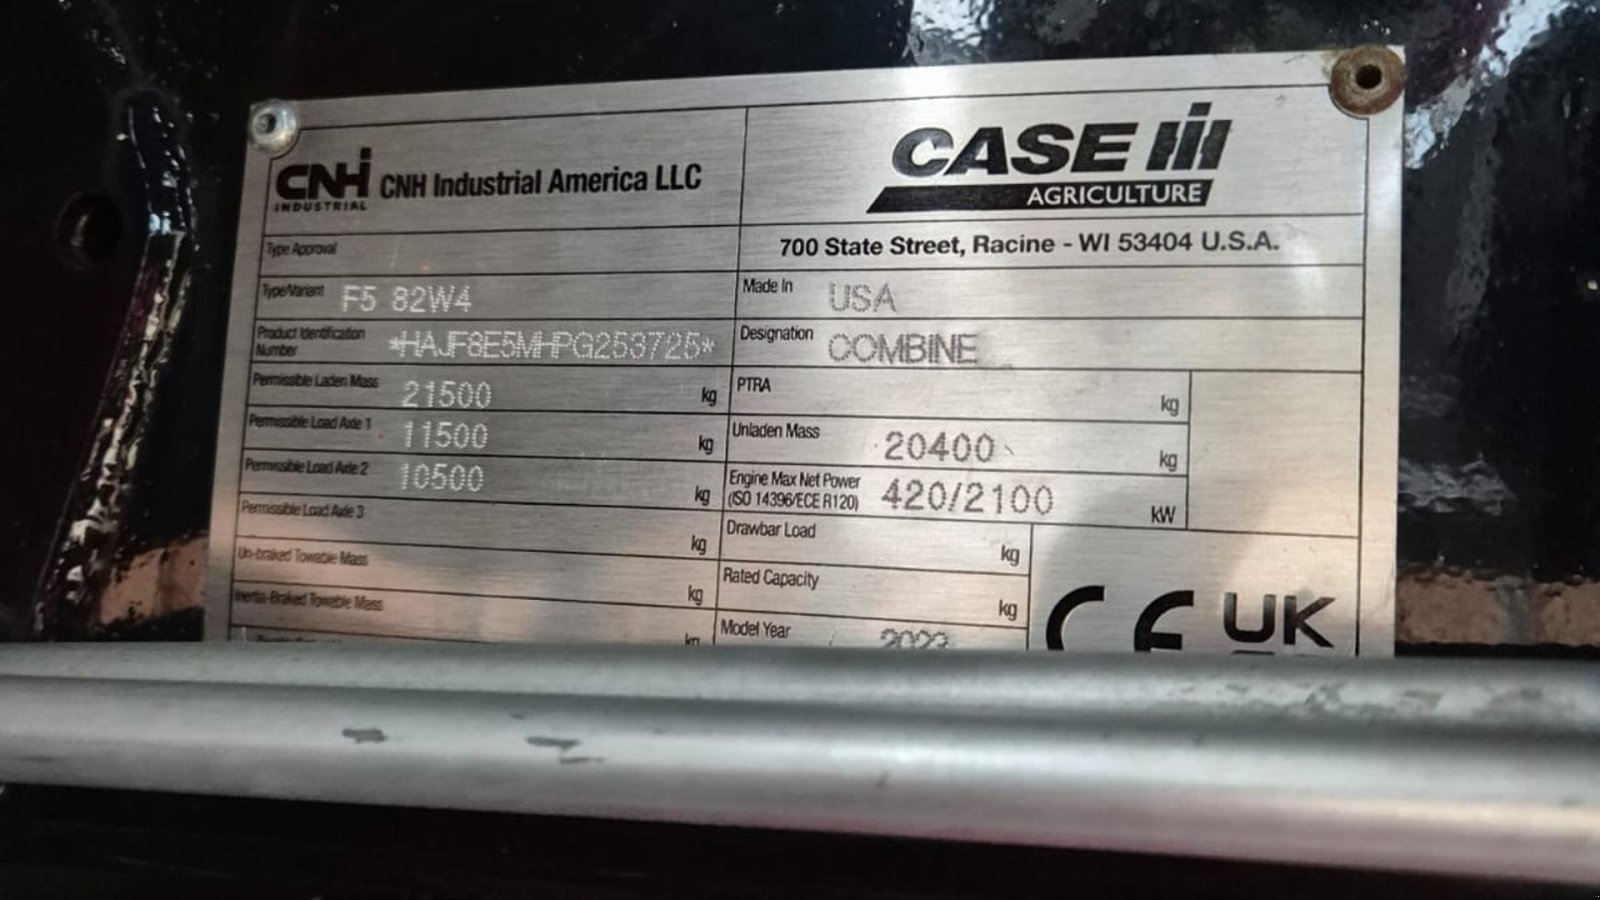 CNH INDUSTRIAL CNH Industrial America LLC
CASE IH
AGRICULTURE
Type Approval
700 State Street, Racine - WI 53404 U.S.A.
Type/Variant F5 82W4
Made In USA
Product Identification Number *HAJF8E5MHPG253725*
Designation COMBINE
Permissible Laden Mass 21500 kg
PTRA kg
Permissible Load Axle 1 11500 kg
Unladen Mass 20400 kg
Permissible Load Axle 2 10500 kg
Engine Max Net Power (ISO 14396/ECE R120) 420/2100 kW
Permissible Load Axle 3 kg
Drawbar Load kg
Un-braked Towable Mass kg
Rated Capacity kg
Inertia-Braked Towable Mass kg
Model Year 2023
CE UK